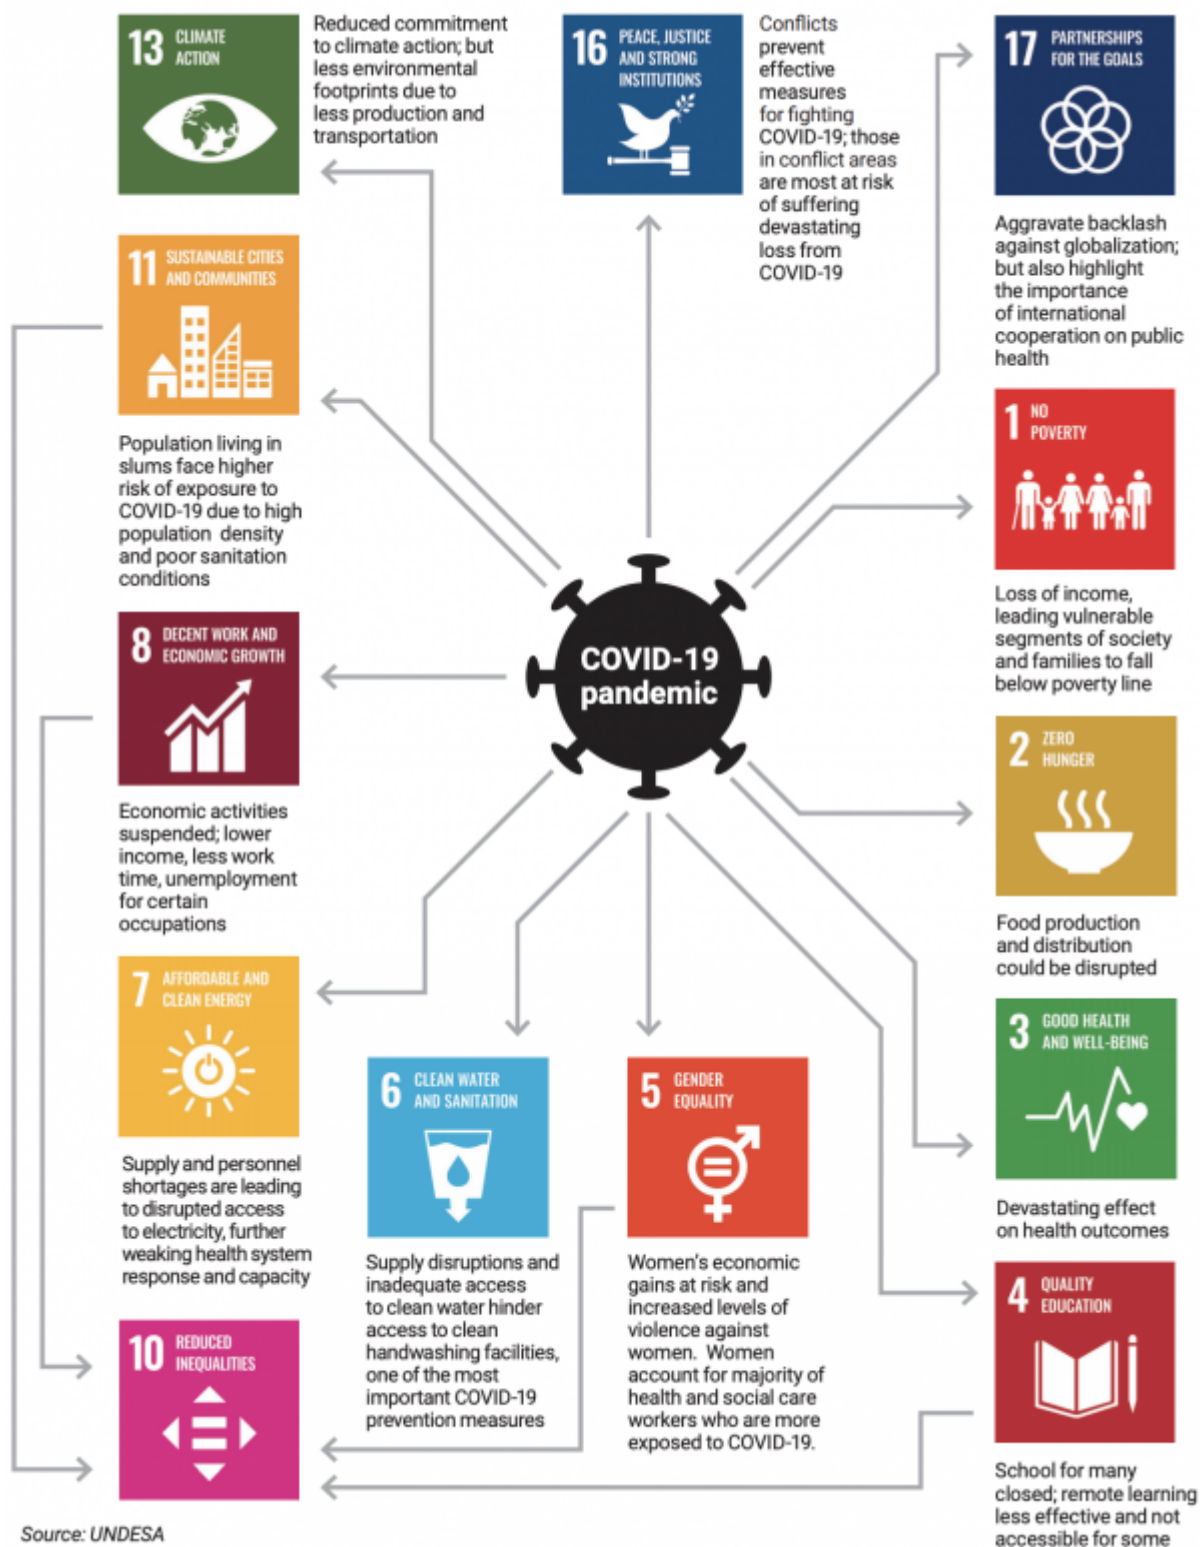 13 CLIMATE
ACTION
Reduced commitment
to climate action; but
less environmental
footprints due to
less production and
transportation
16 PEACE, JUSTICE
AND STRONG
INSTITUTIONS
Conflicts
prevent
effective
measures
for fighting
COVID-19; those
in conflict areas
are most at risk
of suffering
devastating
loss from
COVID-19
17 PARTNERSHIPS
FOR THE GOALS
Aggravate backlash
against globalization;
but also highlight
the importance
of international
cooperation on public
health
11 SUSTAINABLE CITIES
AND COMMUNITIES
Population living in
slums face higher
risk of exposure to
COVID-19 due to high
population density
and poor sanitation
conditions
1 NO
POVERTY
Loss of income,
leading vulnerable
segments of society
and families to fall
below poverty line
8 DECENT WORK AND
ECONOMIC GROWTH
Economic activities
suspended; lower
income, less work
time, unemployment
for certain
occupations
COVID-19
pandemic
2 ZERO
HUNGER
Food production
and distribution
could be disrupted
7 AFFORDABLE AND
CLEAN ENERGY
Supply and personnel
shortages are leading
to disrupted access
to electricity, further
weaking health system
response and capacity
6 CLEAN WATER
AND SANITATION
Supply disruptions and
inadequate access
to clean water hinder
access to clean
handwashing facilities,
one of the most
important COVID-19
prevention measures
5 GENDER
EQUALITY
Women's economic
gains at risk and
increased levels of
violence against
women. Women
account for majority of
health and social care
workers who are more
exposed to COVID-19.
3 GOOD HEALTH
AND WELL-BEING
Devastating effect
on health outcomes
4 QUALITY
EDUCATION
School for many
closed; remote learning
less effective and not
accessible for some
10 REDUCED
INEQUALITIES
Source: UNDESA